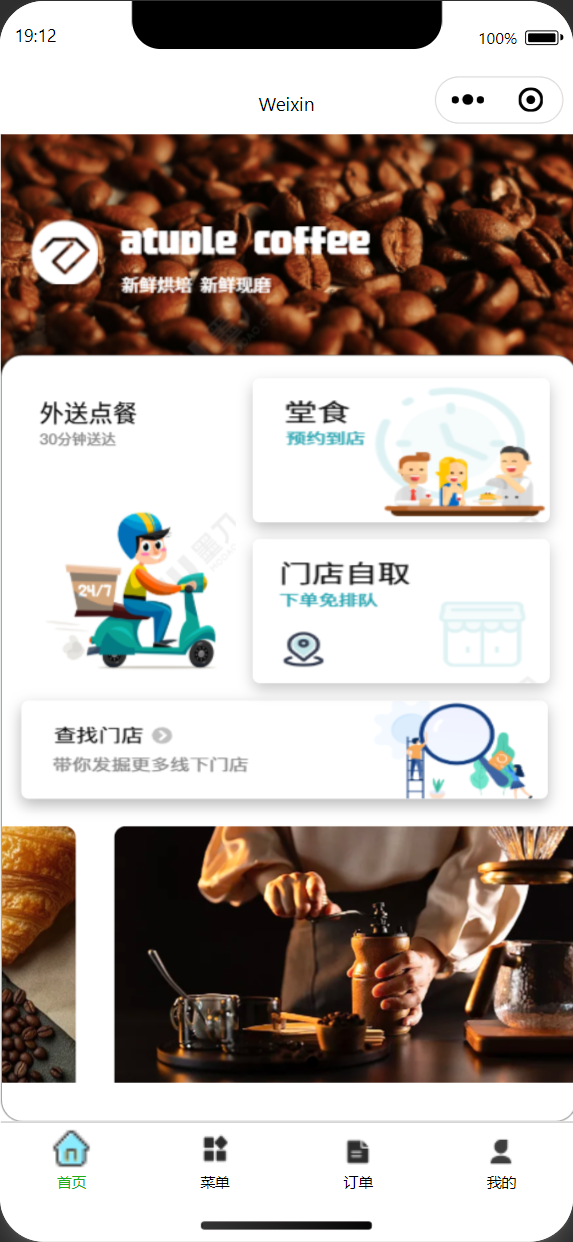 19:12
100%
Weixin
atuple coffee
新鲜烘培 新鲜现磨
外送点餐
30分钟送达
堂食
预约到店
24/7
墨刀
门店自取
下单免排队
查找门店
带你发掘更多线下门店
首页
菜单
订单
我的